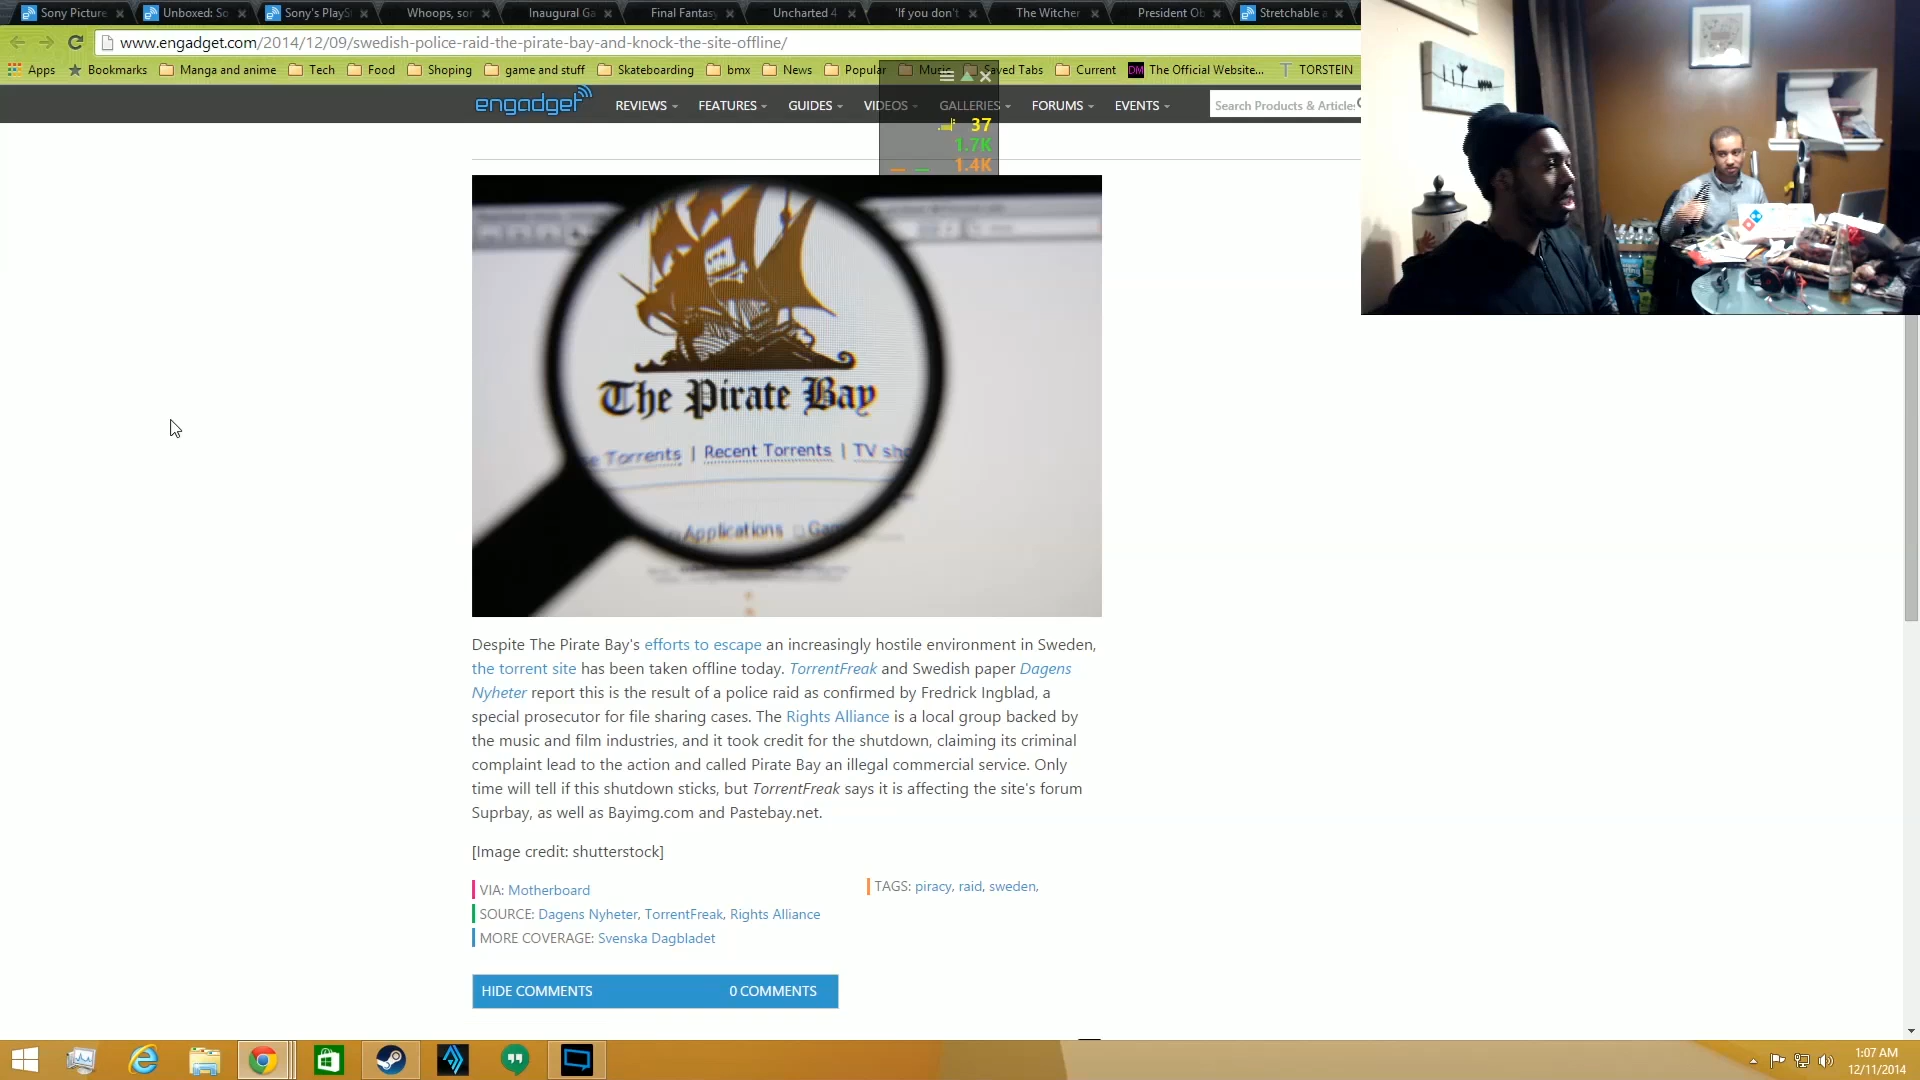 Sony Picture
Unboxed: So
Sony's PlaySt
Whoops, sor
Inaugural Ga
Final Fantasy
Uncharted 4
'If you don't
The Witcher
President Ob
Stretchable a
www.engadget.com/2014/12/09/swedish-police-raid-the-pirate-bay-and-knock-the-site-offline/
Apps Bookmarks Manga and anime Tech Food Shoping game and stuff Skateboarding bmx News Popular Music Saved Tabs Current DM The Official Website... TORSTEIN
engadget REVIEWS FEATURES GUIDES VIDEOS GALLERIES FORUMS EVENTS Search Products & Articles
37
1.7K
1.4K
The Pirate Bay
se Torrents | Recent Torrents | TV sho
Applications Gam
Despite The Pirate Bay's efforts to escape an increasingly hostile environment in Sweden,
the torrent site has been taken offline today. TorrentFreak and Swedish paper Dagens
Nyheter report this is the result of a police raid as confirmed by Fredrick Ingblad, a
special prosecutor for file sharing cases. The Rights Alliance is a local group backed by
the music and film industries, and it took credit for the shutdown, claiming its criminal
complaint lead to the action and called Pirate Bay an illegal commercial service. Only
time will tell if this shutdown sticks, but TorrentFreak says it is affecting the site's forum
Suprbay, as well as Bayimg.com and Pastebay.net.
[Image credit: shutterstock]
VIA: Motherboard
SOURCE: Dagens Nyheter, TorrentFreak, Rights Alliance
MORE COVERAGE: Svenska Dagbladet
TAGS: piracy, raid, sweden,
HIDE COMMENTS 0 COMMENTS
1:07 AM
12/11/2014